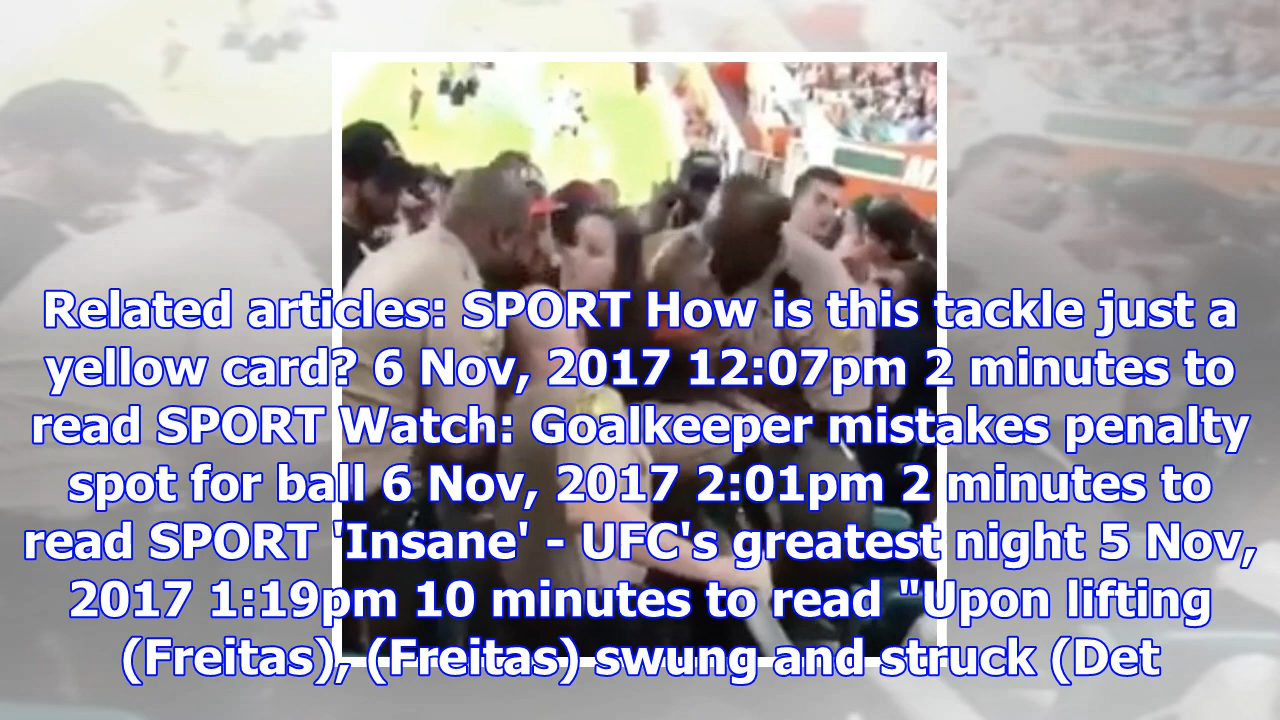 Related articles: SPORT How is this tackle just a
yellow card? 6 Nov, 2017 12:07pm 2 minutes to
read SPORT Watch: Goalkeeper mistakes penalty
spot for ball 6 Nov, 2017 2:01pm 2 minutes to
read SPORT 'Insane' - UFC's greatest night 5 Nov,
2017 1:19pm 10 minutes to read "Upon lifting
(Freitas), (Freitas) swung and struck (Det